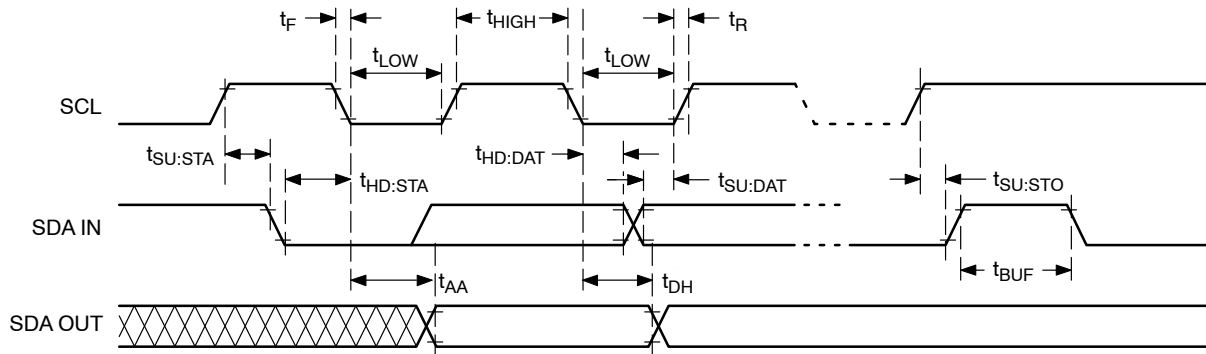 tF
tHIGH
tR
tLOW
tLOW
SCL
tSU:STA
tHD:DAT
tHD:STA
tSU:DAT
tSU:STO
SDA IN
tAA
tDH
tBUF
SDA OUT